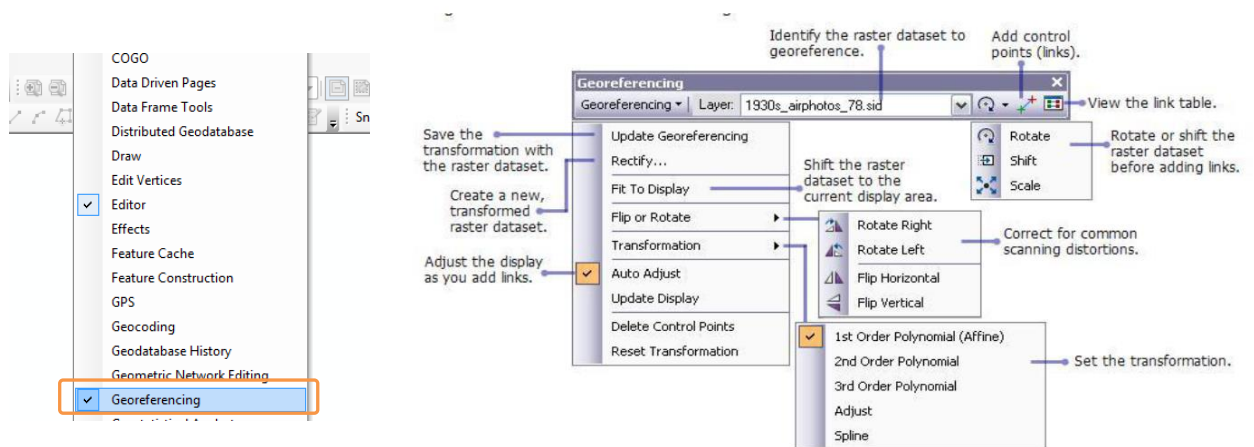 COGO
Data Driven Pages
Data Frame Tools
Distributed Geodatabase
Draw
Edit Vertices
Editor
Effects
Feature Cache
Feature Construction
GPS
Geocoding
Geodatabase History
Geometric Network Editing
Georeferencing
Sn
Identify the raster dataset to
georeference.
Add control
points (links).
Georeferencing
Georeferencing
Layer:
1930s_airphotos_78.sid
View the link table.
Save the
transformation with
the raster dataset.
Create a new,
transformed
raster dataset.
Adjust the display
as you add links.
Update Georeferencing
Rectify...
Fit To Display
Flip or Rotate
Transformation
Auto Adjust
Update Display
Delete Control Points
Reset Transformation
Shift the raster
dataset to the
current display area.
Rotate
Shift
Scale
Rotate or shift the
raster dataset
before adding links.
Rotate Right
Rotate Left
Flip Horizontal
Flip Vertical
Correct for common
scanning distortions.
1st Order Polynomial (Affine)
2nd Order Polynomial
3rd Order Polynomial
Adjust
Spline
Set the transformation.